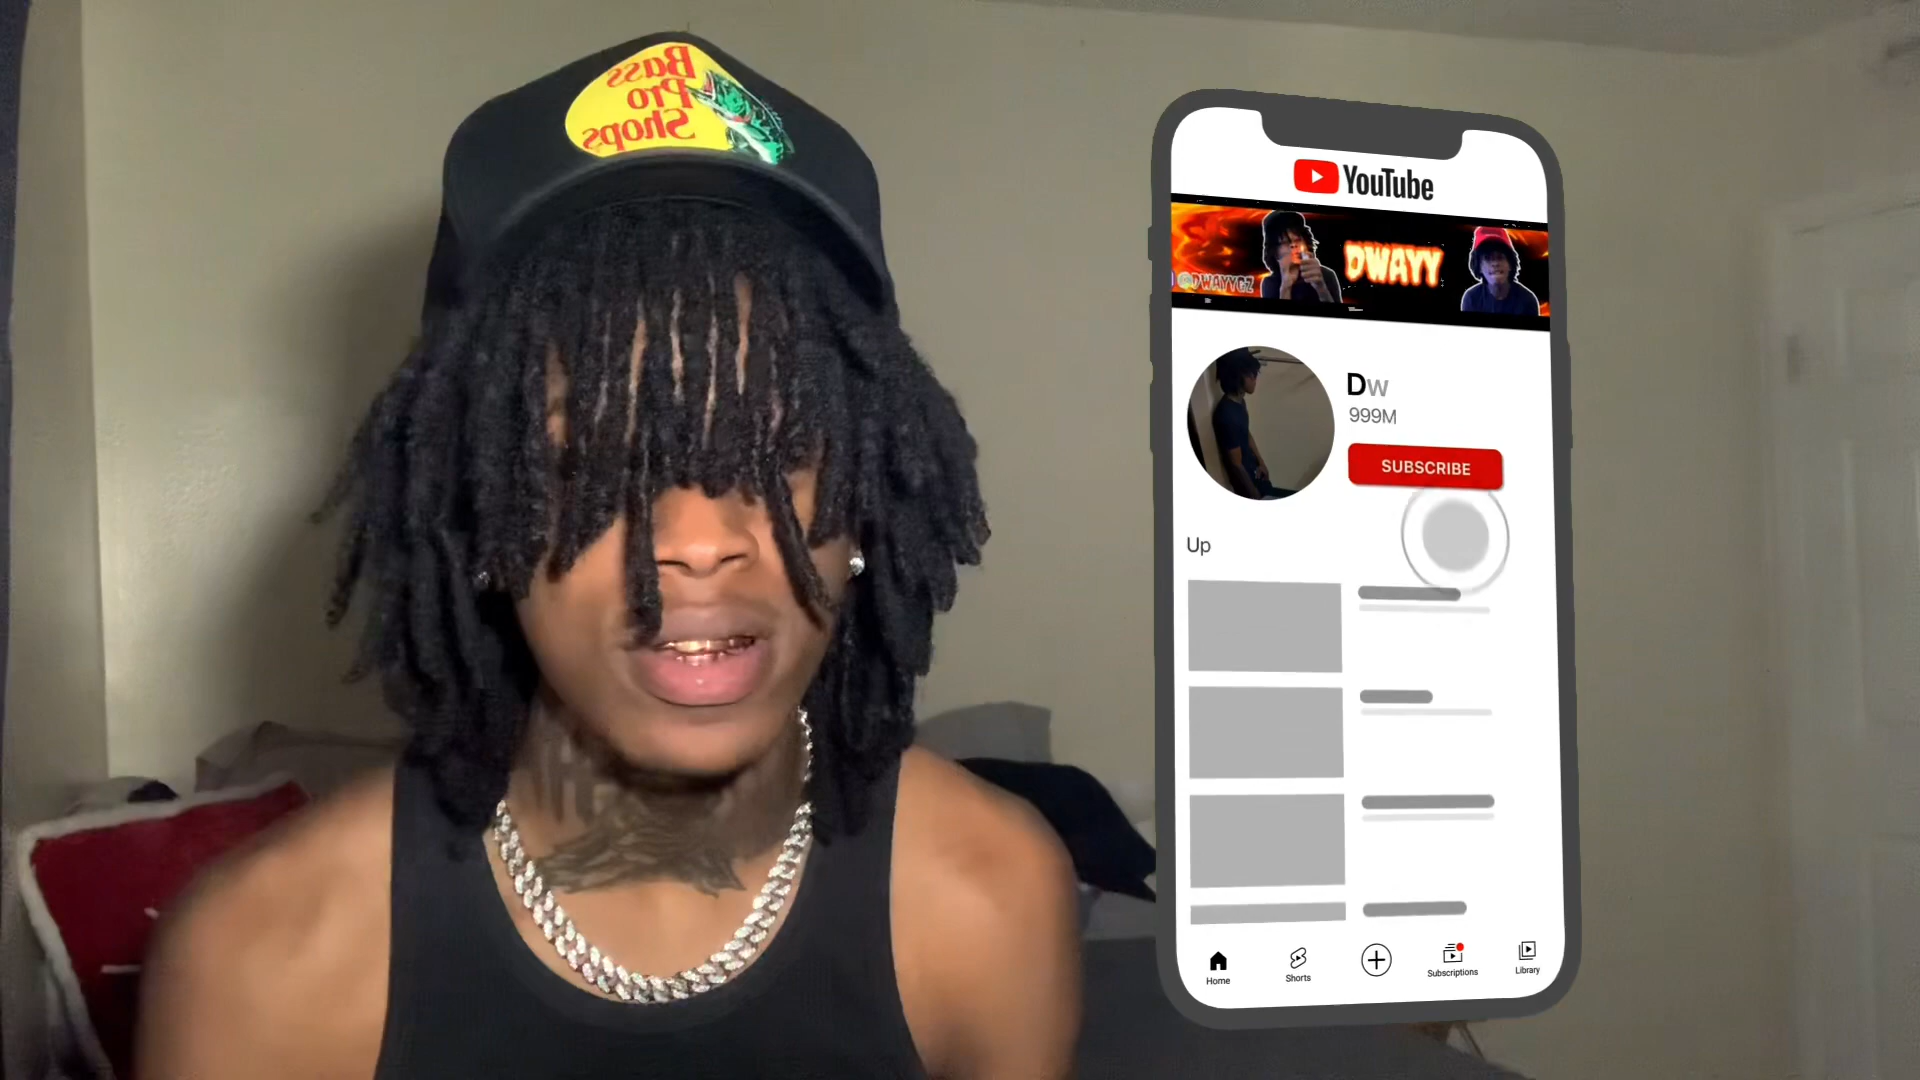 Bass
Pro
Shops
YouTube
DWAYY
@DWAYYGZ
Dw
999M
SUBSCRIBE
Up
Home
Shorts
Subscriptions
Library